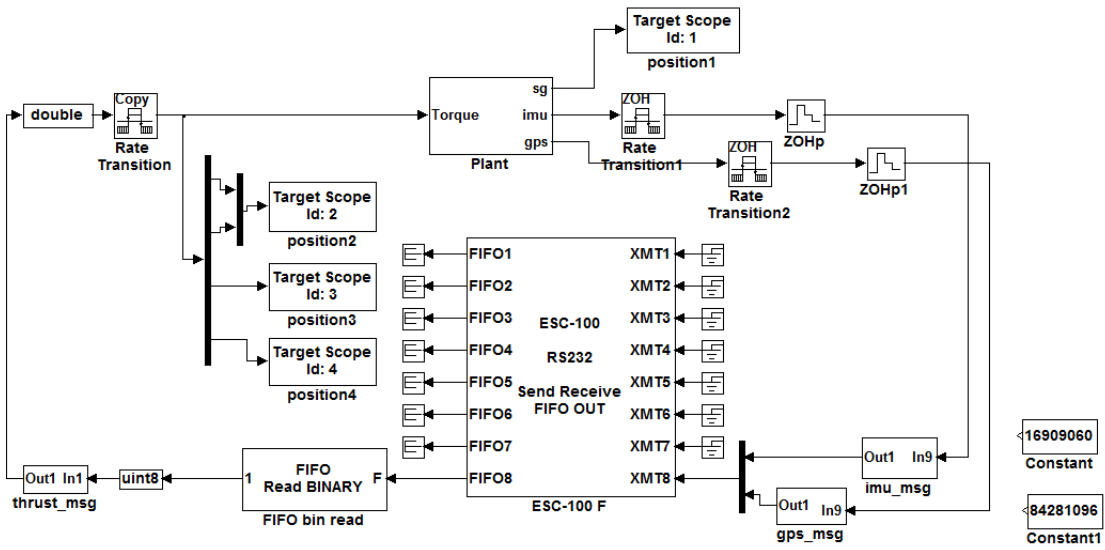 Target Scope
Id: 1
position1
double
Copy
Rate
Transition
Torque
sg
imu
gps
Plant
ZOH
Rate
Transition1
ZOHp
ZOH
Rate
Transition2
ZOHp1
Target Scope
Id: 2
position2
Target Scope
Id: 3
position3
Target Scope
Id: 4
position4
FIFO1
FIFO2
FIFO3
FIFO4
FIFO5
FIFO6
FIFO7
FIFO8
ESC-100
RS232
Send Receive
FIFO OUT
XMT1
XMT2
XMT3
XMT4
XMT5
XMT6
XMT7
XMT8
ESC-100 F
Out1 In1
thrust_msg
uint8
1
FIFO
Read BINARY
F
FIFO bin read
Out1 In9
imu_msg
Out1 In9
gps_msg
16909060
Constant
84281096
Constant1